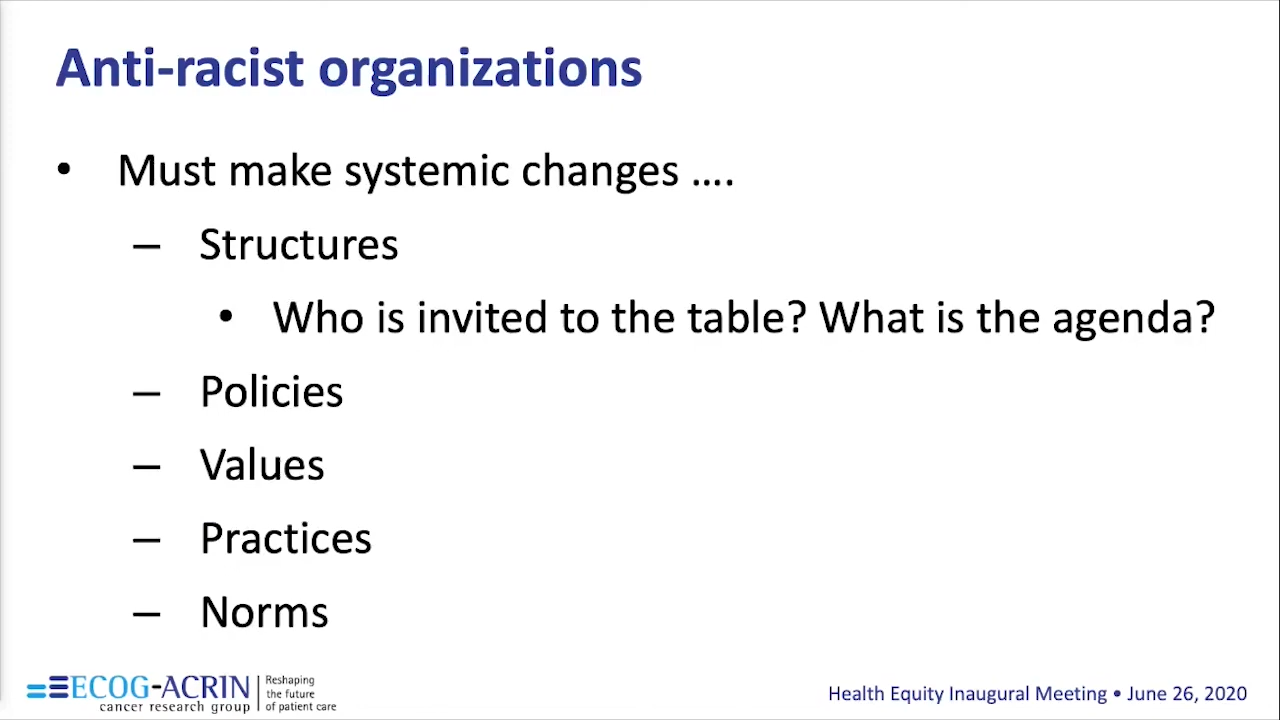 Anti-racist organizations
• Must make systemic changes ....
– Structures
• Who is invited to the table? What is the agenda?
– Policies
– Values
– Practices
– Norms
ECOG-ACRIN
cancer research group
Reshaping
the future
of patient care
Health Equity Inaugural Meeting • June 26, 2020